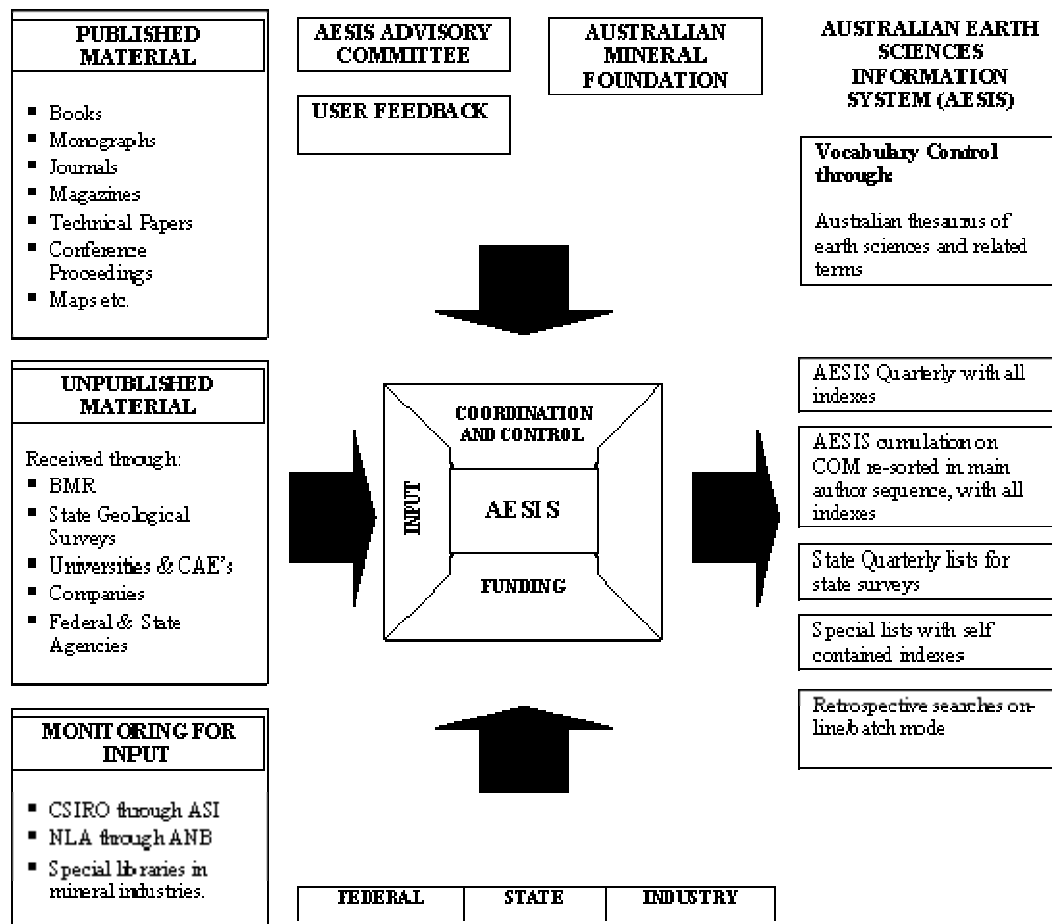 PUBLISHED
MATERIAL
▪ Books
▪ Monographs
▪ Journals
▪ Magazines
▪ Technical Papers
▪ Conference
Proceedings
▪ Maps etc.
UNPUBLISHED
MATERIAL
Received through:
▪ BMR
▪ State Geological
Surveys
▪ Universities & CAE's
▪ Companies
▪ Federal & State
Agencies
MONITORING FOR
INPUT
▪ CSIRO through ASI
▪ NLA through ANB
▪ Special libraries in
mineral industries.
AESIS ADVISORY
COMMITTEE
USER FEEDBACK
AUSTRALIAN
MINERAL
FOUNDATION
COORDINATION
AND CONTROL
INPUT
AESIS
FUNDING
FEDERAL
STATE
INDUSTRY
AUSTRALIAN EARTH
SCIENCES
INFORMATION
SYSTEM (AESIS)
Vocabulary Control
through:
Australian thesaurus of
earth sciences and related
terms
AESIS Quarterly with all
indexes
AESIS cumulation on
COM re-sorted in main
author sequence, with all
indexes
State Quarterly lists for
state surveys
Special lists with self
contained indexes
Retrospective searches on-
line/batch mode